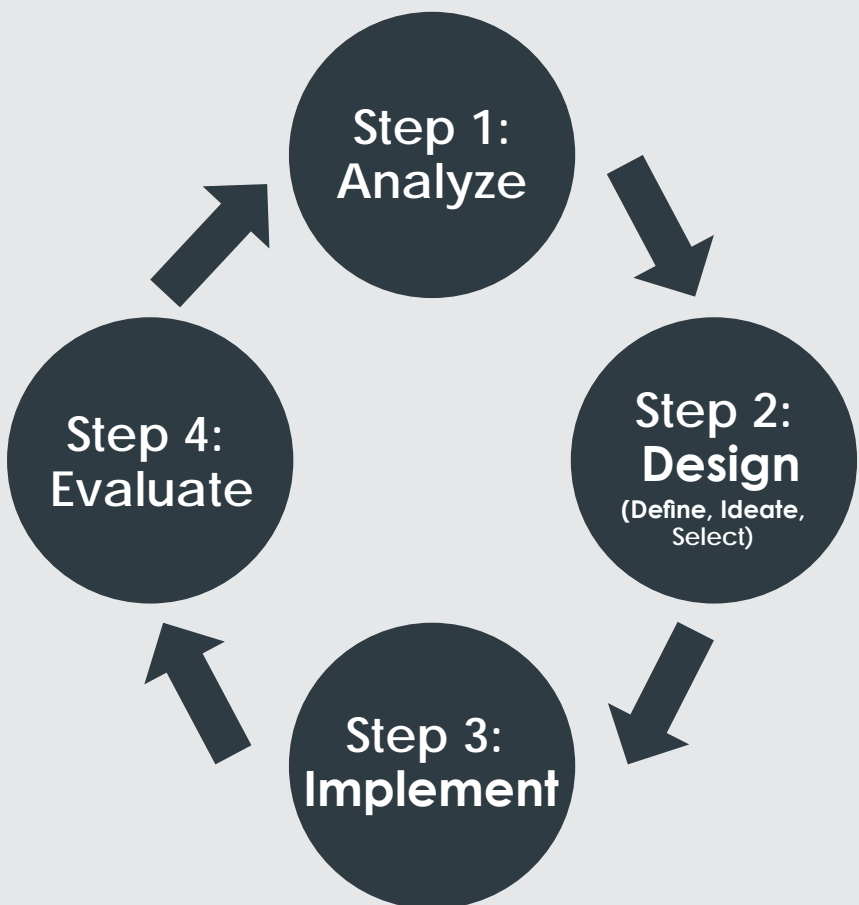 Step 1:
Analyze
Step 2:
Design
(Define, Ideate,
Select)
Step 3:
Implement
Step 4:
Evaluate